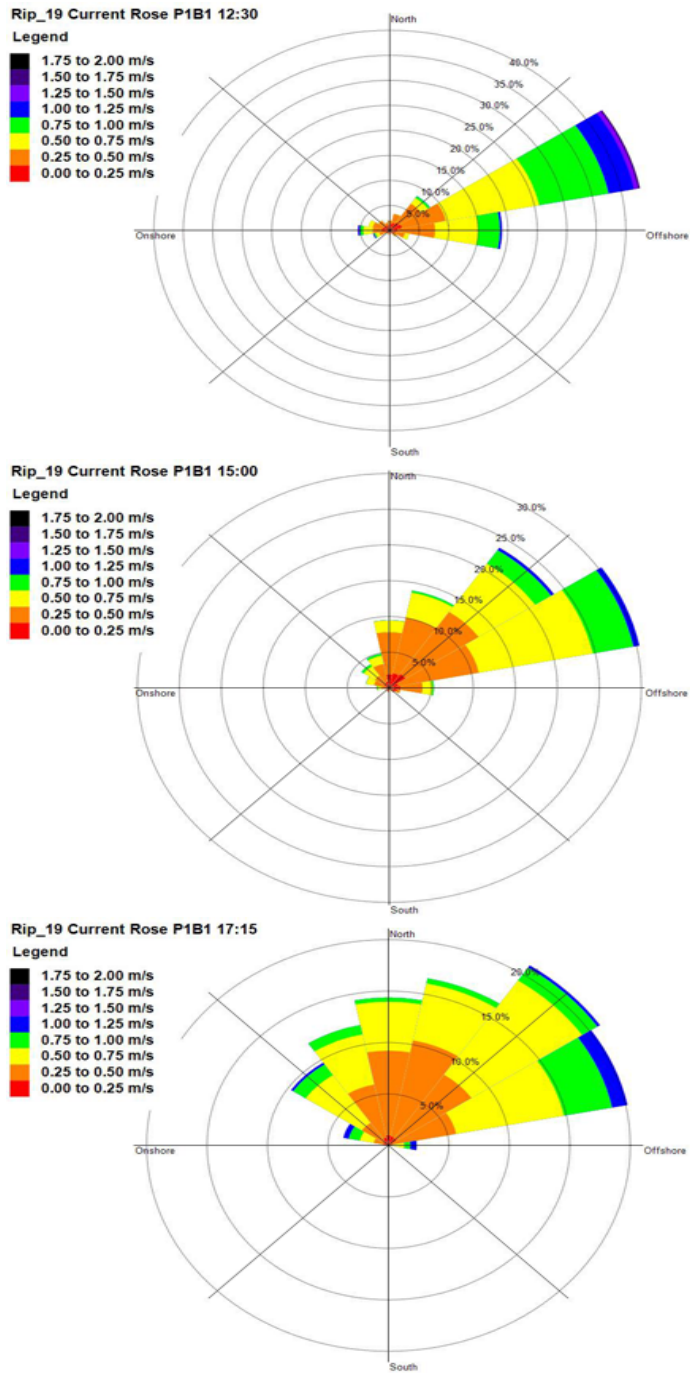 Rip_19 Current Rose P1B1 12:30
Legend
1.75 to 2.00 m/s
1.50 to 1.75 m/s
1.25 to 1.50 m/s
1.00 to 1.25 m/s
0.75 to 1.00 m/s
0.50 to 0.75 m/s
0.25 to 0.50 m/s
0.00 to 0.25 m/s
North
40.0%
35.0%
30.0%
25.0%
20.0%
15.0%
10.0%
5.0%
Onshore
Offshore
South
Rip_19 Current Rose P1B1 15:00
Legend
1.75 to 2.00 m/s
1.50 to 1.75 m/s
1.25 to 1.50 m/s
1.00 to 1.25 m/s
0.75 to 1.00 m/s
0.50 to 0.75 m/s
0.25 to 0.50 m/s
0.00 to 0.25 m/s
North
30.0%
25.0%
20.0%
15.0%
10.0%
5.0%
Onshore
Offshore
South
Rip_19 Current Rose P1B1 17:15
Legend
1.75 to 2.00 m/s
1.50 to 1.75 m/s
1.25 to 1.50 m/s
1.00 to 1.25 m/s
0.75 to 1.00 m/s
0.50 to 0.75 m/s
0.25 to 0.50 m/s
0.00 to 0.25 m/s
North
20.0%
15.0%
10.0%
5.0%
Onshore
Offshore
South